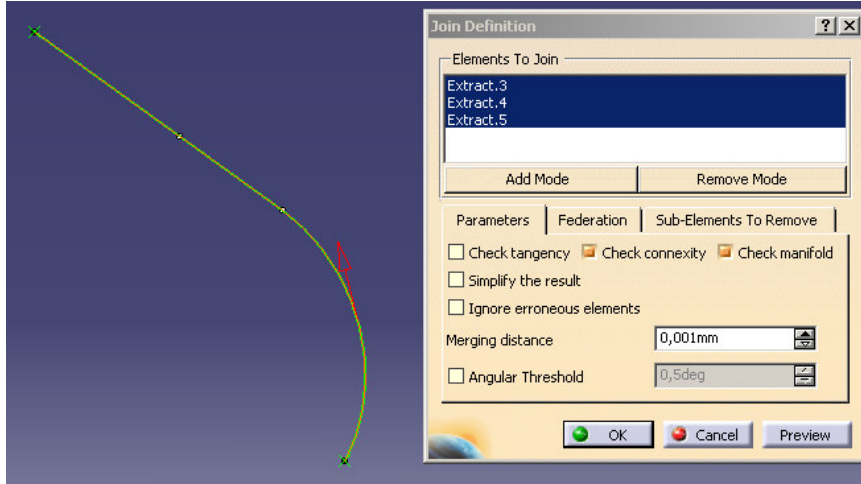 Join Definition
Elements To Join
Extract.3
Extract.4
Extract.5
Add Mode Remove Mode
Parameters Federation Sub-Elements To Remove
Check tangency Check connexity Check manifold
Simplify the result
Ignore erroneous elements
Merging distance 0,001mm
Angular Threshold 0,5deg
OK Cancel Preview